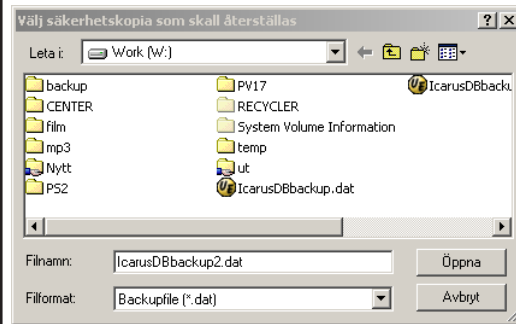 Välj säkerhetskopia som skall återställas
Leta i: Work (W:)
backup
CENTER
film
mp3
Nytt
PS2
PV17
RECYCLER
System Volume Information
temp
ut
IcarusDBbackup.dat
IcarusDBbacku
Filnamn: IcarusDBbackup2.dat Öppna
Filformat: Backupfile (*.dat) Avbryt